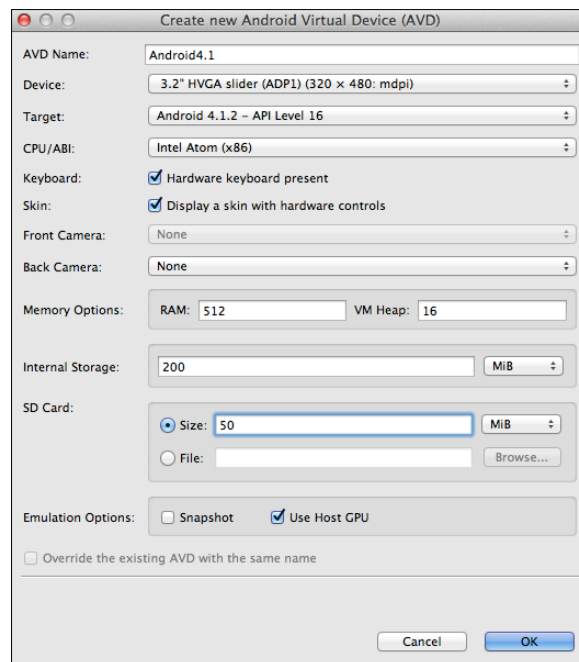 Create new Android Virtual Device (AVD)
AVD Name: Android4.1
Device: 3.2" HVGA slider (ADP1) (320 × 480: mdpi)
Target: Android 4.1.2 – API Level 16
CPU/ABI: Intel Atom (x86)
Keyboard: Hardware keyboard present
Skin: Display a skin with hardware controls
Front Camera: None
Back Camera: None
Memory Options: RAM: 512 VM Heap: 16
Internal Storage: 200 MiB
SD Card:
Size: 50 MiB
File: Browse...
Emulation Options: Snapshot Use Host GPU
Override the existing AVD with the same name
Cancel OK